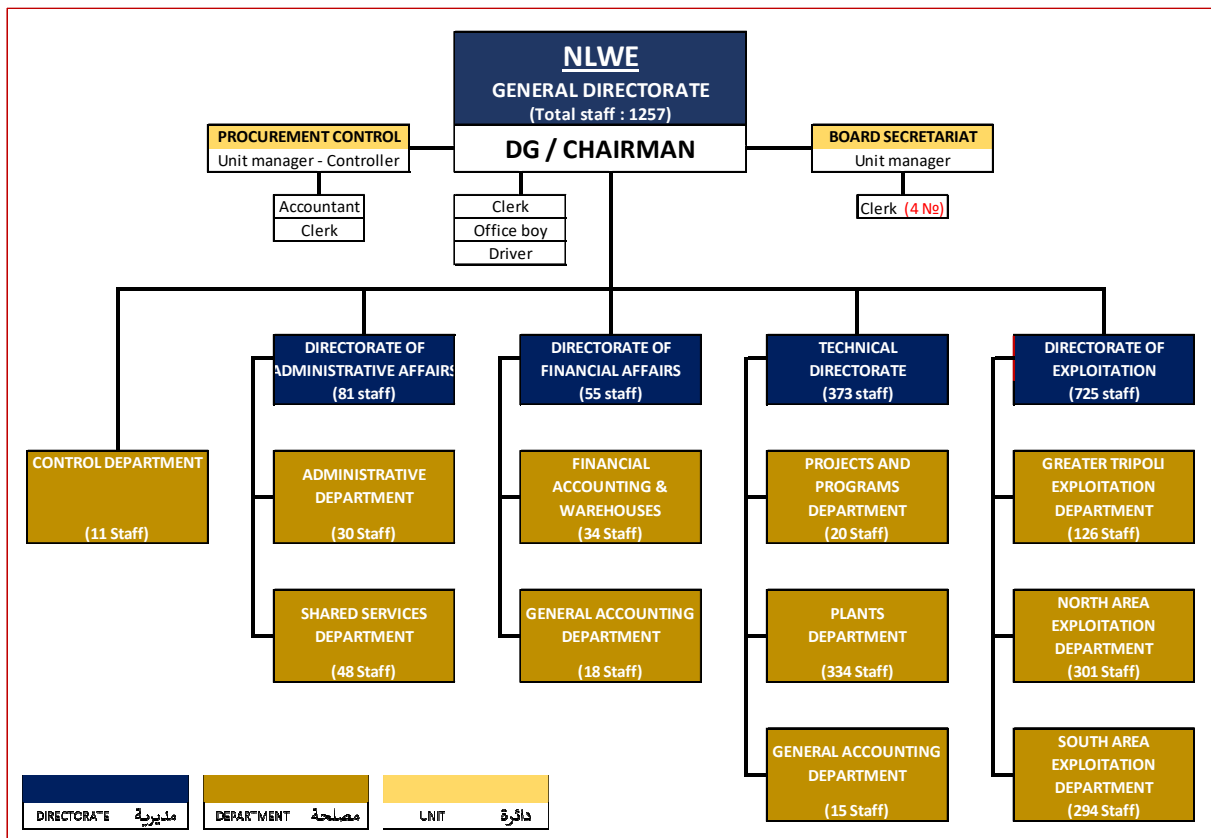 NLWE
GENERAL DIRECTORATE
(Total staff : 1257)
DG / CHAIRMAN
PROCUREMENT CONTROL
Unit manager - Controller
Accountant
Clerk
Clerk
Office boy
Driver
BOARD SECRETARIAT
Unit manager
Clerk (4 №)
DIRECTORATE OF
ADMINISTRATIVE AFFAIRS
(81 staff)
DIRECTORATE OF
FINANCIAL AFFAIRS
(55 staff)
TECHNICAL
DIRECTORATE
(373 staff)
DIRECTORATE OF
EXPLOITATION
(725 staff)
CONTROL DEPARTMENT
(11 Staff)
ADMINISTRATIVE
DEPARTMENT
(30 Staff)
FINANCIAL
ACCOUNTING &
WAREHOUSES
(34 Staff)
PROJECTS AND
PROGRAMS
DEPARTMENT
(20 Staff)
GREATER TRIPOLI
EXPLOITATION
DEPARTMENT
(126 Staff)
SHARED SERVICES
DEPARTMENT
(48 Staff)
GENERAL ACCOUNTING
DEPARTMENT
(18 Staff)
PLANTS
DEPARTMENT
(334 Staff)
NORTH AREA
EXPLOITATION
DEPARTMENT
(301 Staff)
GENERAL ACCOUNTING
DEPARTMENT
(15 Staff)
SOUTH AREA
EXPLOITATION
DEPARTMENT
(294 Staff)
DIRECTORATE مديرية
DEPARTMENT مصلحة
UNIT دائرة